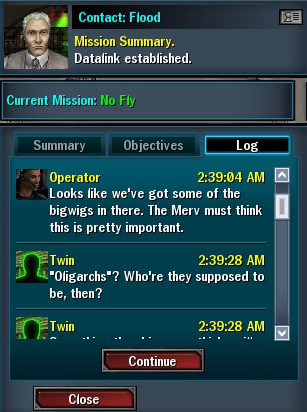 Contact: Flood
Mission Summary.
Datalink established.
Current Mission: No Fly
Summary
Objectives
Log
Operator 2:39:04 AM
Looks like we've got some of the
bigwigs in there. The Merv must think
this is pretty important.
Twin 2:39:28 AM
"Oligarchs"? Who're they supposed to
be, then?
Twin 2:39:28 AM
Continue
Close